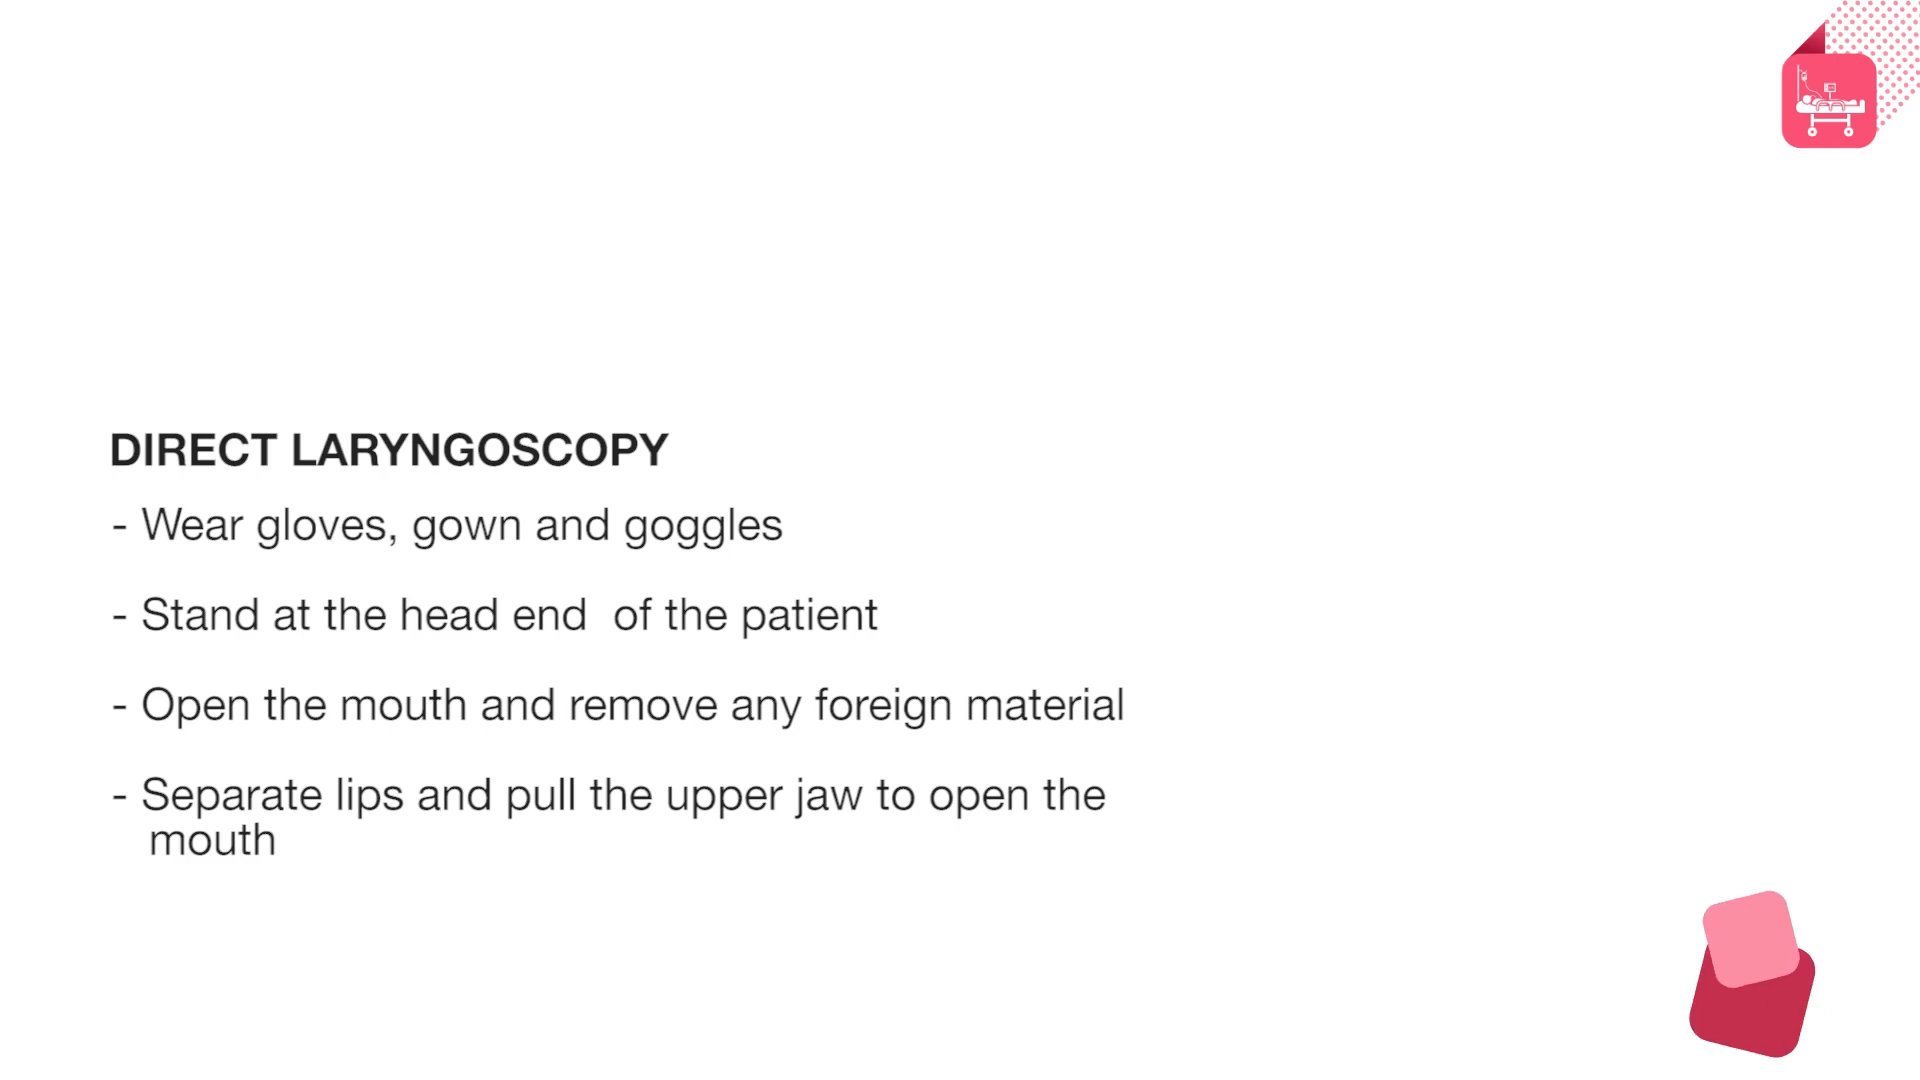 DIRECT LARYNGOSCOPY
- Wear gloves, gown and goggles
- Stand at the head end  of the patient
- Open the mouth and remove any foreign material
- Separate lips and pull the upper jaw to open the
mouth